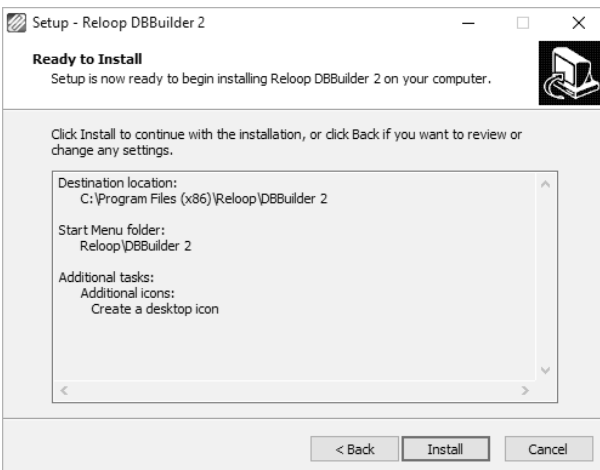 Setup - Reloop DBBuilder 2
Ready to Install
Setup is now ready to begin installing Reloop DBBuilder 2 on your computer.
Click Install to continue with the installation, or click Back if you want to review or
change any settings.
Destination location:
C:\Program Files (x86)\Reloop\DBBuilder 2
Start Menu folder:
Reloop\DBBuilder 2
Additional tasks:
Additional icons:
Create a desktop icon
< Back
Install
Cancel